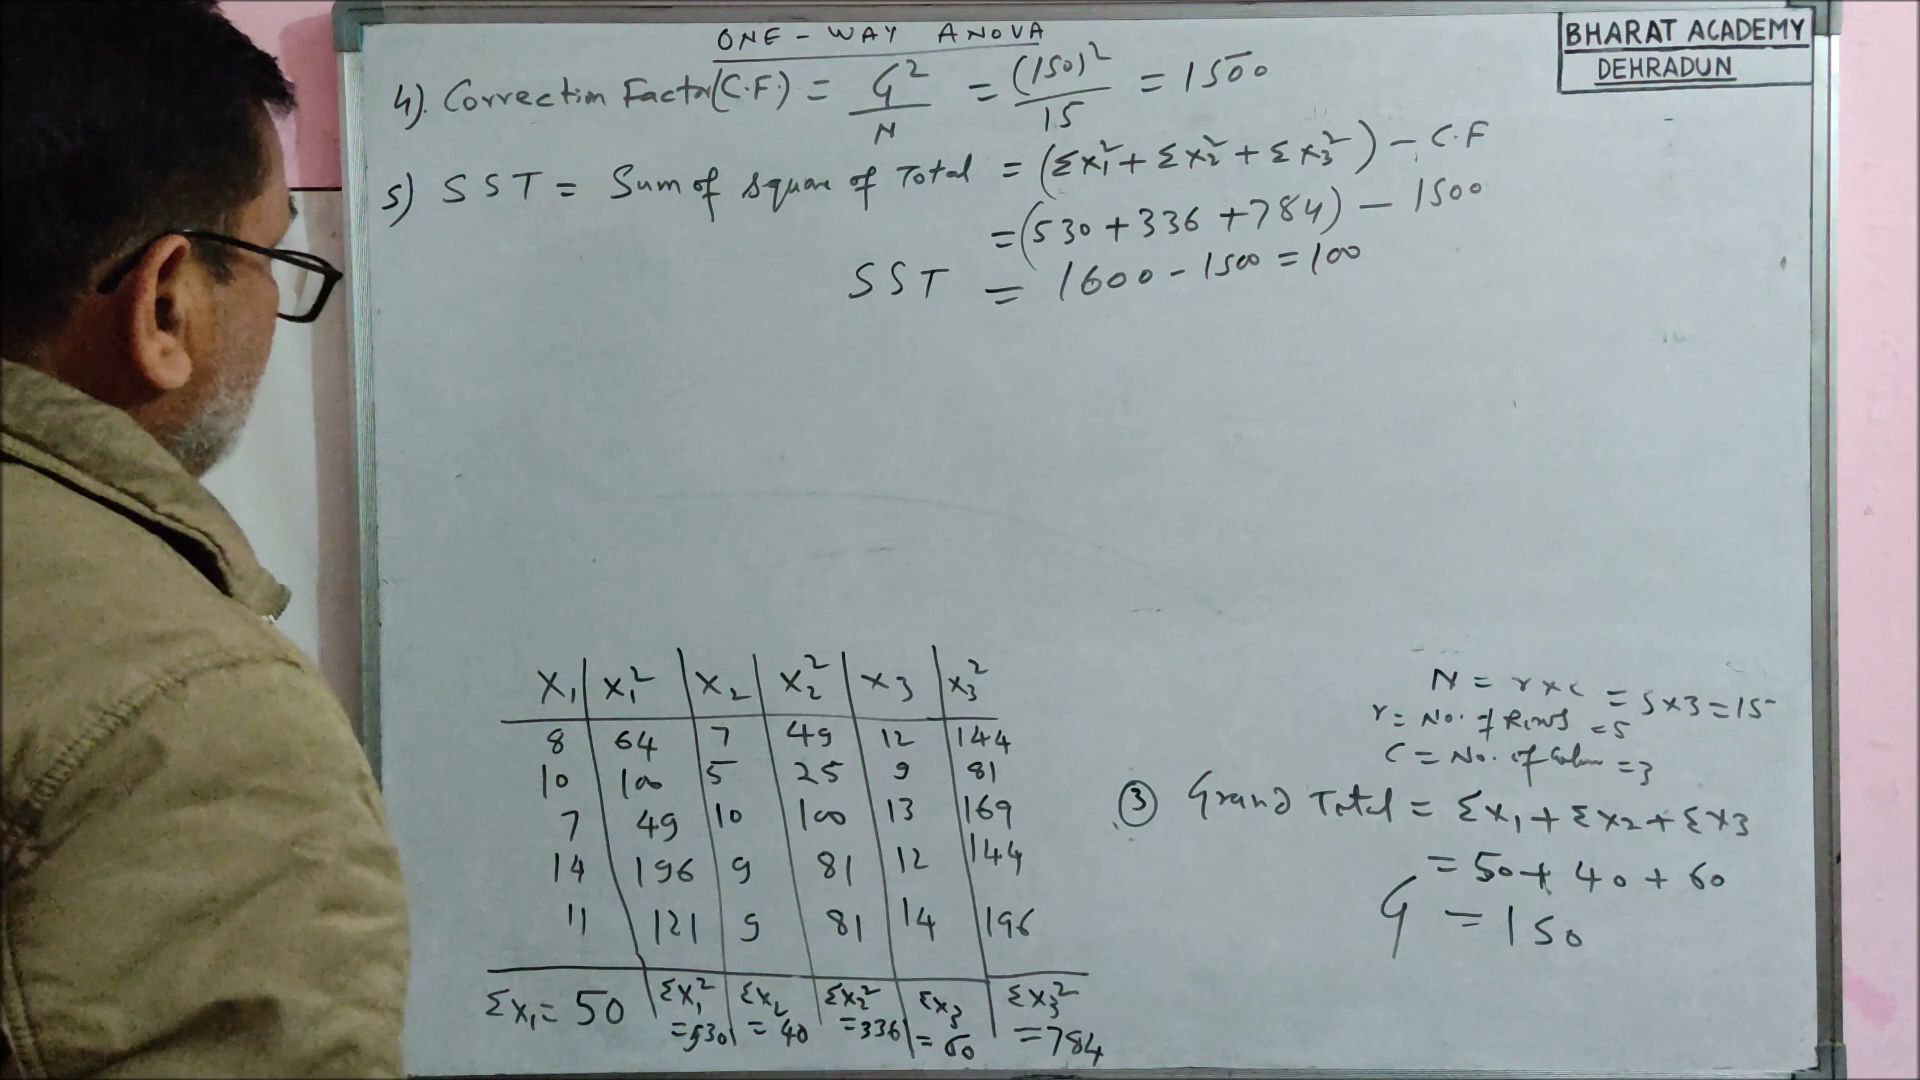 ONE-WAY ANOVA
BHARAT ACADEMY
DEHRADUN
4). Correction Factor(C.F.) = G²/N = (150)²/15 = 1500
5) SST = Sum of square of Total = (Σx₁² + Σx₂² + Σx₃²) - C.F
= (530 + 336 + 784) - 1500
SST = 1600 - 1500 = 100
X₁ X₁² X₂ X₂² X3 X₃²
8 64 7 49 12 144
10 100 5 25 9 81
7 49 10 100 13 169
14 196 9 81 12 144
11 121 9 81 14 196
Σx₁ = 50 Σx₁² = 530 Σx₂ = 40 Σx₂² = 336 Σx3 = 60 Σx₃² = 784
N = r×c = 5×3 = 15
r = No. of Rows = 5
C = No. of Column = 3
③ Grand Total = Σx₁ + Σx₂ + Σx3
= 50 + 40 + 60
G = 150